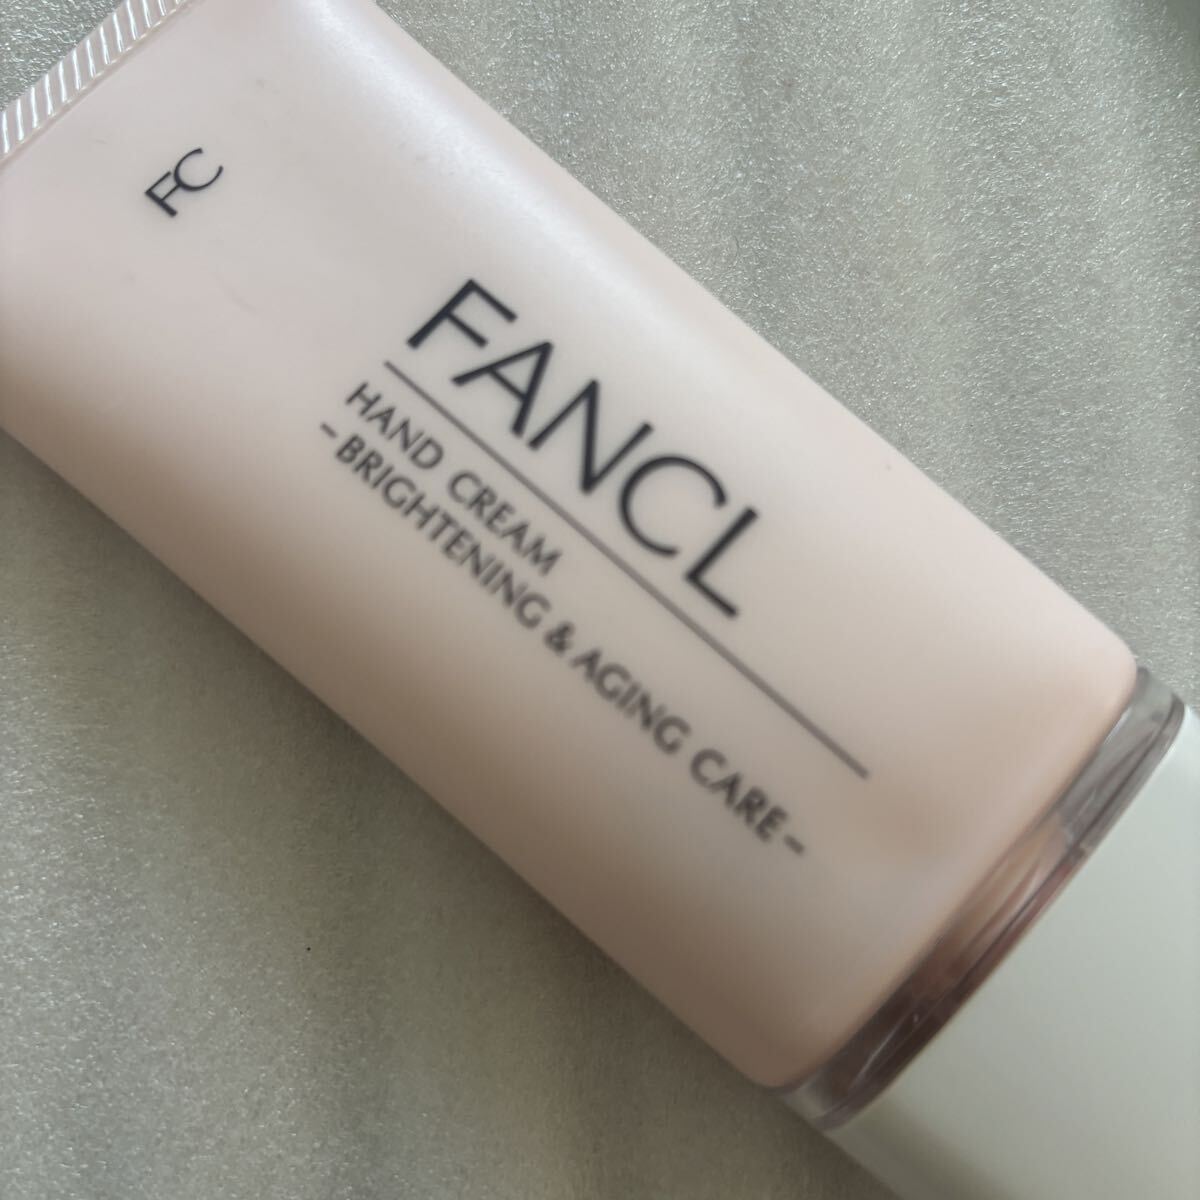 FC
FANCL
HAND CREAM
-BRIGHTENING & AGING CARE-